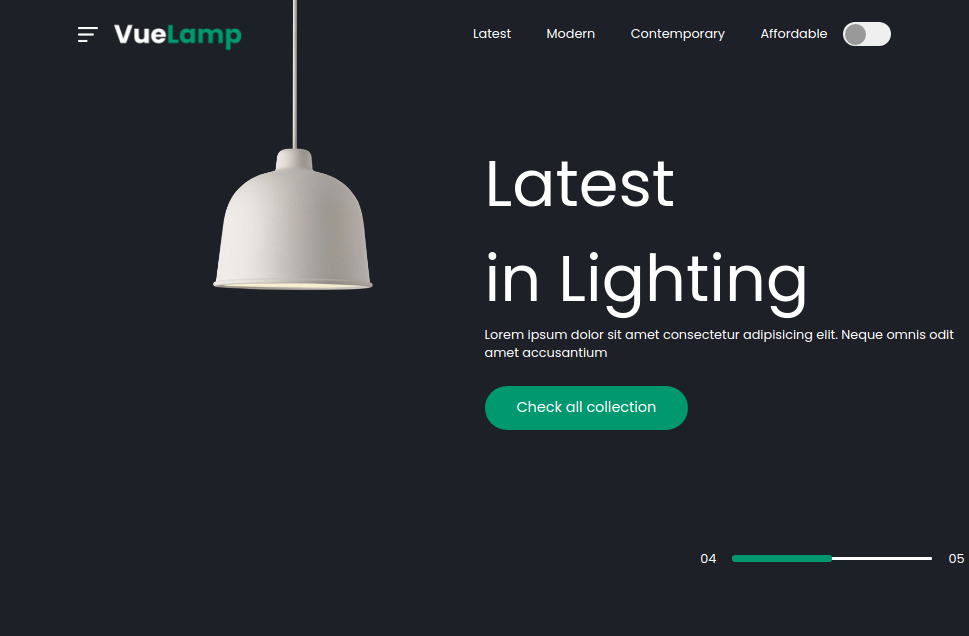 VueLamp
Latest
Modern
Contemporary
Affordable
Latest
in Lighting
Lorem ipsum dolor sit amet consectetur adipisicing elit. Neque omnis odit
amet accusantium
Check all collection
04
05